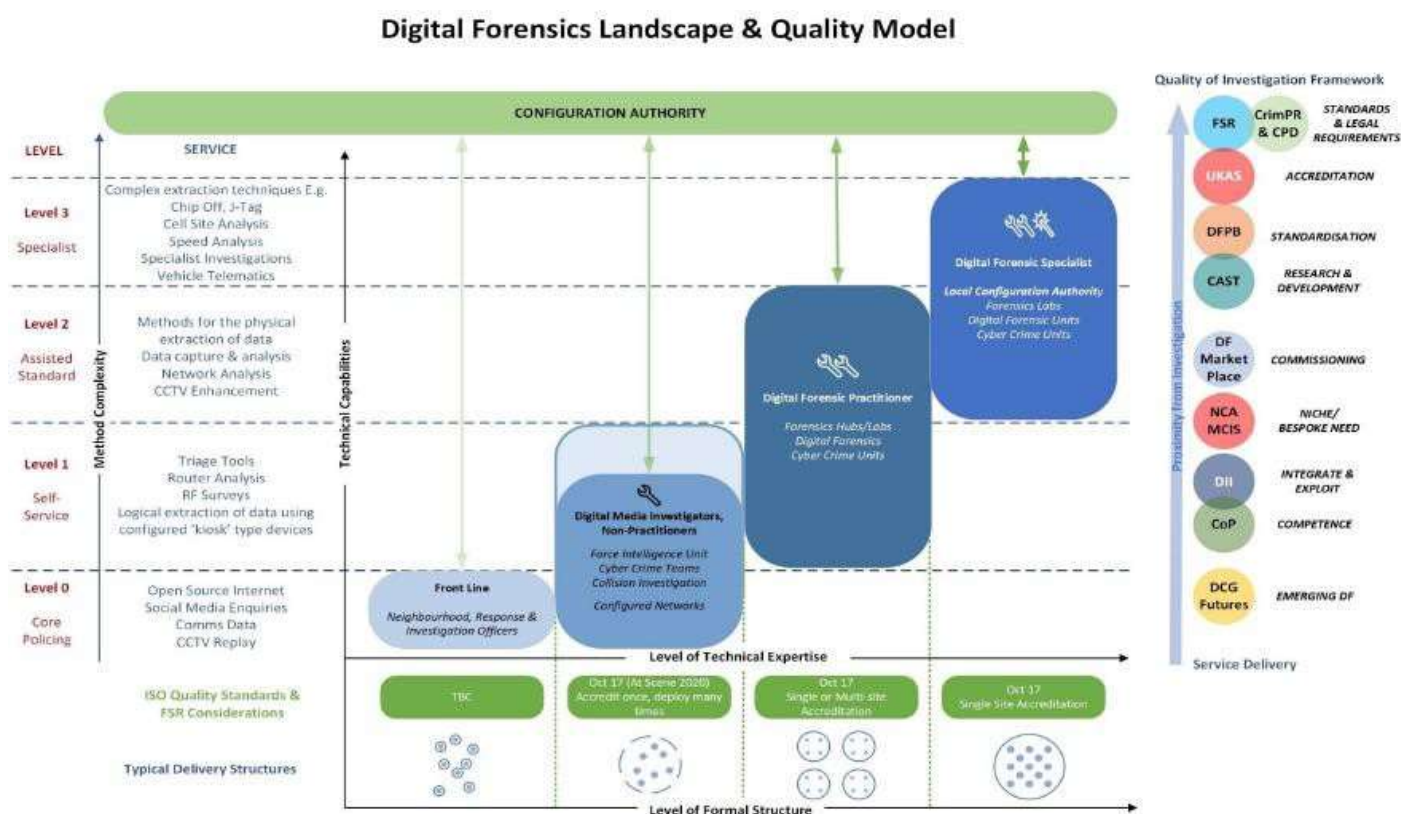 Digital Forensics Landscape & Quality Model
CONFIGURATION AUTHORITY
LEVEL
SERVICE
Level 3
Specialist
Complex extraction techniques E.g.
Chip Off, J-Tag
Cell Site Analysis
Speed Analysis
Specialist Investigations
Vehicle Telematics
Level 2
Assisted
Standard
Methods for the physical
extraction of data
Data capture & analysis
Network Analysis
CCTV Enhancement
Level 1
Self-
Service
Triage Tools
Router Analysis
RF Surveys
Logical extraction of data using
configured 'kiosk' type devices
Level 0
Core
Policing
Open Source Internet
Social Media Enquiries
Comms Data
CCTV Replay
Method Complexity
Technical Capabilities
Front Line
Neighbourhood, Response &
Investigation Officers
Digital Media Investigators,
Non-Practitioners
Force Intelligence Unit
Cyber Crime Teams
Collision Investigation
Configured Networks
Digital Forensic Practitioner
Forensics Hubs/Labs
Digital Forensics
Cyber Crime Units
Digital Forensic Specialist
Local Configuration Authority
Forensics Labs
Digital Forensic Units
Cyber Crime Units
Level of Technical Expertise
ISO Quality Standards &
FSR Considerations
TBC
Oct 17 (At Scene 2020)
Accredit once, deploy many
times
Oct 17
Single or Multi-site
Accreditation
Oct 17
Single Site Accreditation
Typical Delivery Structures
Level of Formal Structure
Quality of Investigation Framework
Proximity from Investigation
FSR
CrimPR
& CPD
STANDARDS
& LEGAL
REQUIREMENTS
UKAS
ACCREDITATION
DFPB
STANDARDISATION
CAST
RESEARCH &
DEVELOPMENT
DF
Market
Place
COMMISSIONING
NCA
MCIS
NICHE/
BESPOKE NEED
DII
INTEGRATE &
EXPLOIT
CoP
COMPETENCE
DCG
Futures
EMERGING DF
Service Delivery